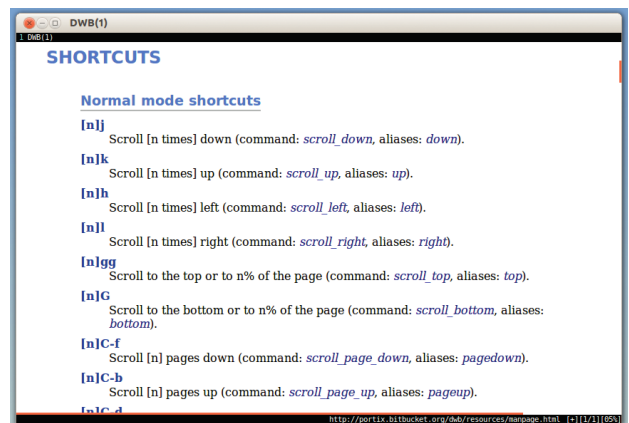 DWB(1)
1 DWB(1)
SHORTCUTS
Normal mode shortcuts
[n]j
Scroll [n times] down (command: scroll_down, aliases: down).
[n]k
Scroll [n times] up (command: scroll_up, aliases: up).
[n]h
Scroll [n times] left (command: scroll_left, aliases: left).
[n]l
Scroll [n times] right (command: scroll_right, aliases: right).
[n]gg
Scroll to the top or to n% of the page (command: scroll_top, aliases: top).
[n]G
Scroll to the bottom or to n% of the page (command: scroll_bottom, aliases:
bottom).
[n]C-f
Scroll [n] pages down (command: scroll_page_down, aliases: pagedown).
[n]C-b
Scroll [n] pages up (command: scroll_page_up, aliases: pageup).
[n]C-d
http://portix.bitbucket.org/dwb/resources/manpage.html [+][1/1][05%]